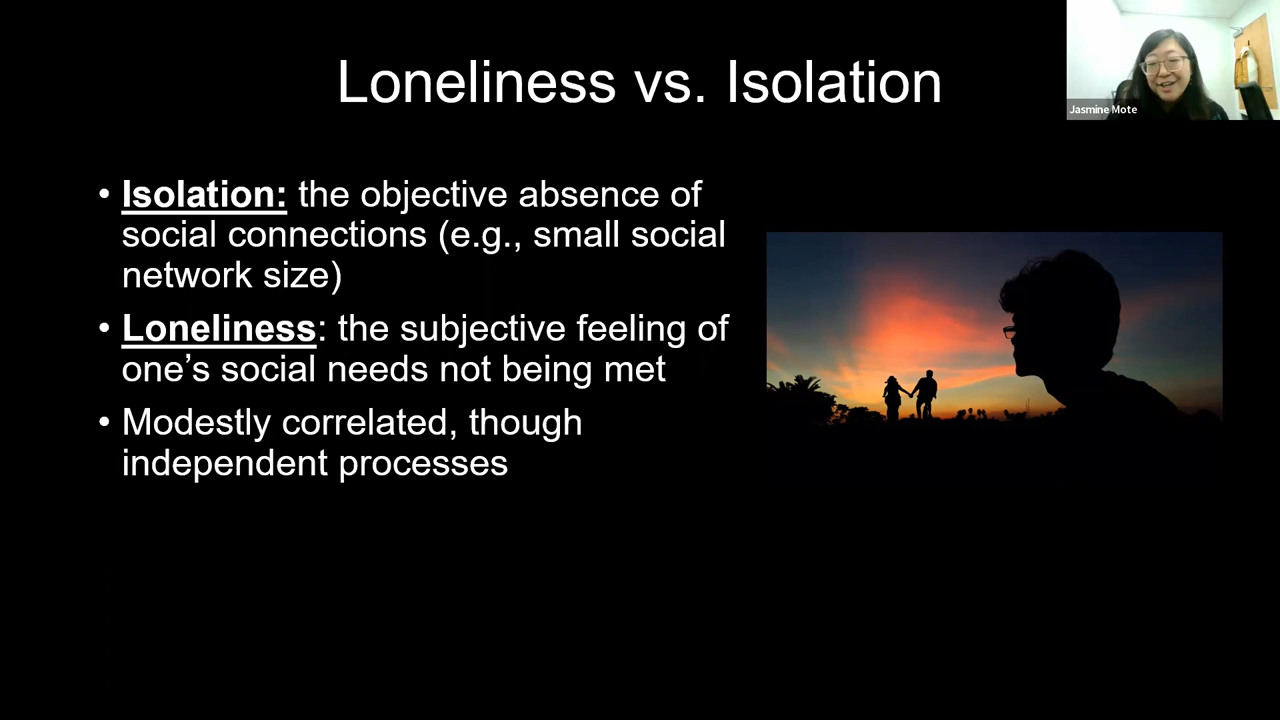 Loneliness vs. Isolation
Jasmine Mote
• Isolation: the objective absence of
social connections (e.g., small social
network size)
• Loneliness: the subjective feeling of
one’s social needs not being met
• Modestly correlated, though
independent processes